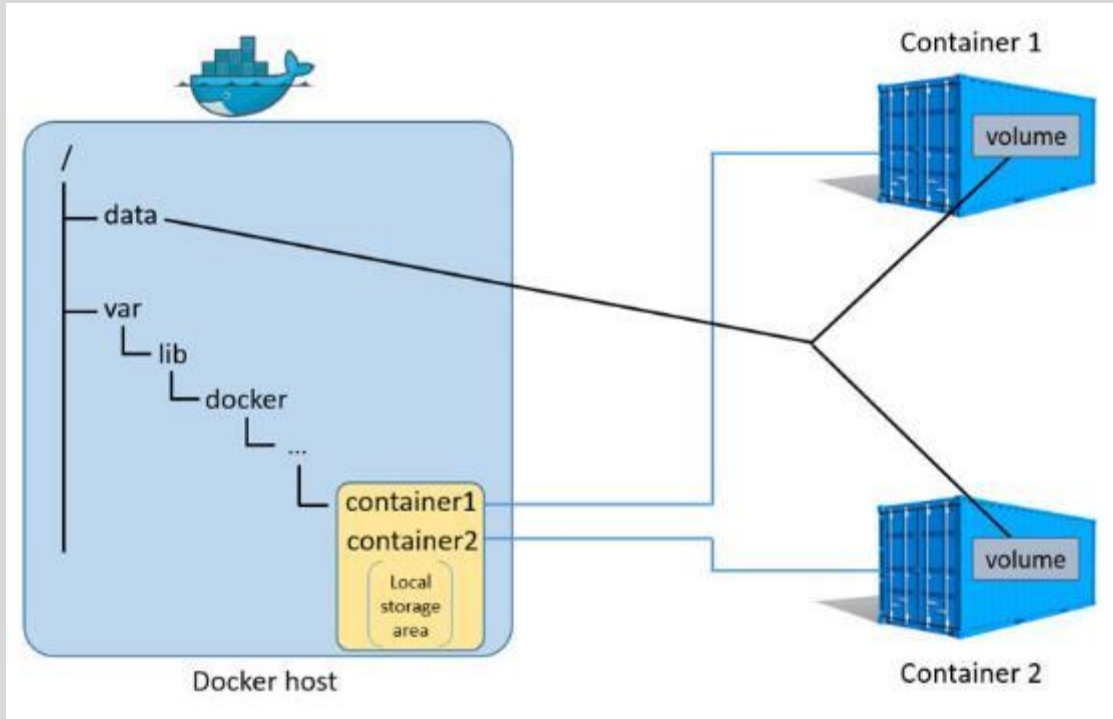 Container 1
volume
/
data
var
lib
docker
...
container1
container2
Local
storage
area
volume
Docker host
Container 2